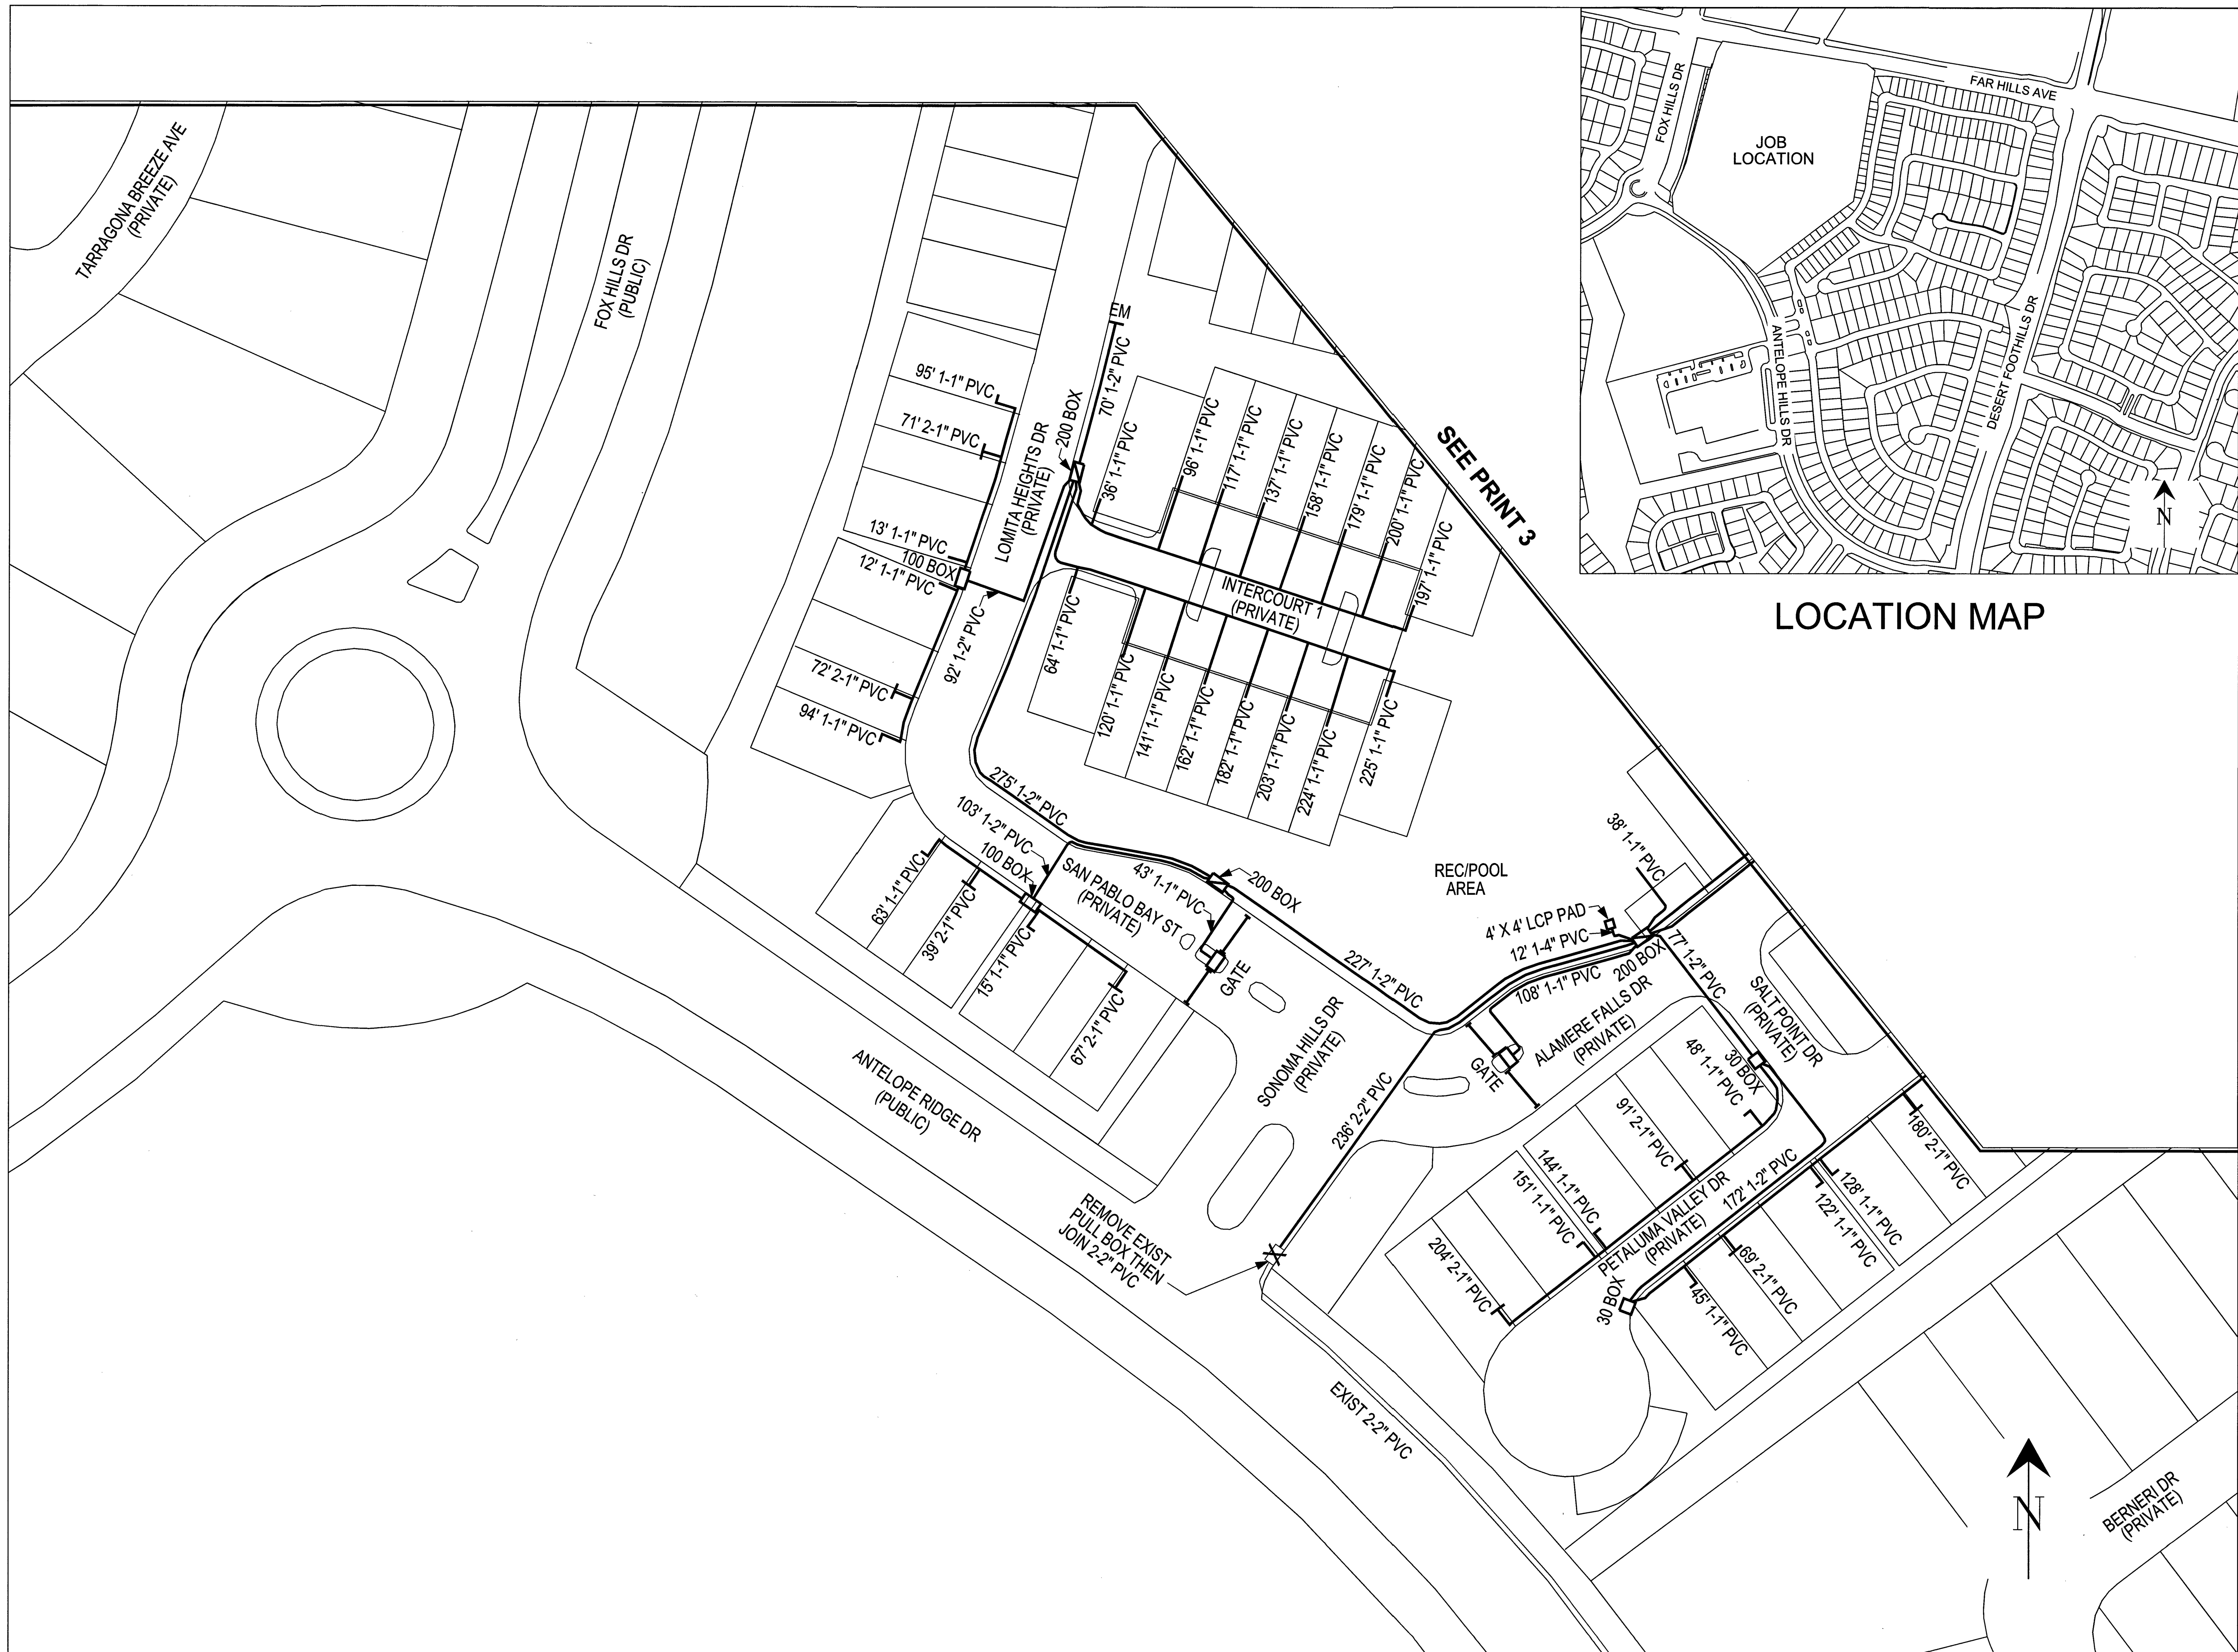 TARRAGONA BREEZE AVE
(PRIVATE)
FOX HILLS DR
(PUBLIC)
95' 1-1" PVC
71' 2-1" PVC
13' 1-1" PVC
100 BOX
12' 1-1" PVC
72' 2-1" PVC
94' 1-1" PVC
92' 1-2" PVC
LOMITA HEIGHTS DR
(PRIVATE)
200 BOX
EM
70' 1-2" PVC
36' 1-1" PVC
96' 1-1" PVC
117' 1-1" PVC
137' 1-1" PVC
158' 1-1" PVC
179' 1-1" PVC
200' 1-1" PVC
197' 1-1" PVC
INTERCOURT 1
(PRIVATE)
64' 1-1" PVC
120' 1-1" PVC
141' 1-1" PVC
162' 1-1" PVC
182' 1-1" PVC
203' 1-1" PVC
224' 1-1" PVC
225' 1-1" PVC
SEE PRINT 3
275' 1-2" PVC
103' 1-2" PVC
100 BOX
SAN PABLO BAY ST
(PRIVATE)
43' 1-1" PVC
200 BOX
63' 1-1" PVC
39' 2-1" PVC
15' 1-1" PVC
67' 2-1" PVC
GATE
227' 1-2" PVC
REC/POOL
AREA
38' 1-1" PVC
4' X 4' LCP PAD
12' 1-4" PVC
108' 1-1" PVC
200 BOX
77' 1-2" PVC
SALT POINT DR
(PRIVATE)
ALAMERE FALLS DR
(PRIVATE)
GATE
SONOMA HILLS DR
(PRIVATE)
236' 2-2" PVC
ANTELOPE RIDGE DR
(PUBLIC)
REMOVE EXIST
PULL BOX THEN
JOIN 2-2" PVC
EXIST 2-2" PVC
30 BOX
48' 1-1" PVC
91' 2-1" PVC
144' 1-1" PVC
151' 1-1" PVC
204' 2-1" PVC
PETALUMA VALLEY DR
(PRIVATE)
172' 1-2" PVC
30 BOX
180' 2-1" PVC
128' 1-1" PVC
122' 1-1" PVC
69' 2-1" PVC
45' 1-1" PVC
BERNERI DR
(PRIVATE)
N
FOX HILLS DR
FAR HILLS AVE
JOB
LOCATION
ANTELOPE HILLS DR
DESERT FOOTHILLS DR
N
LOCATION MAP